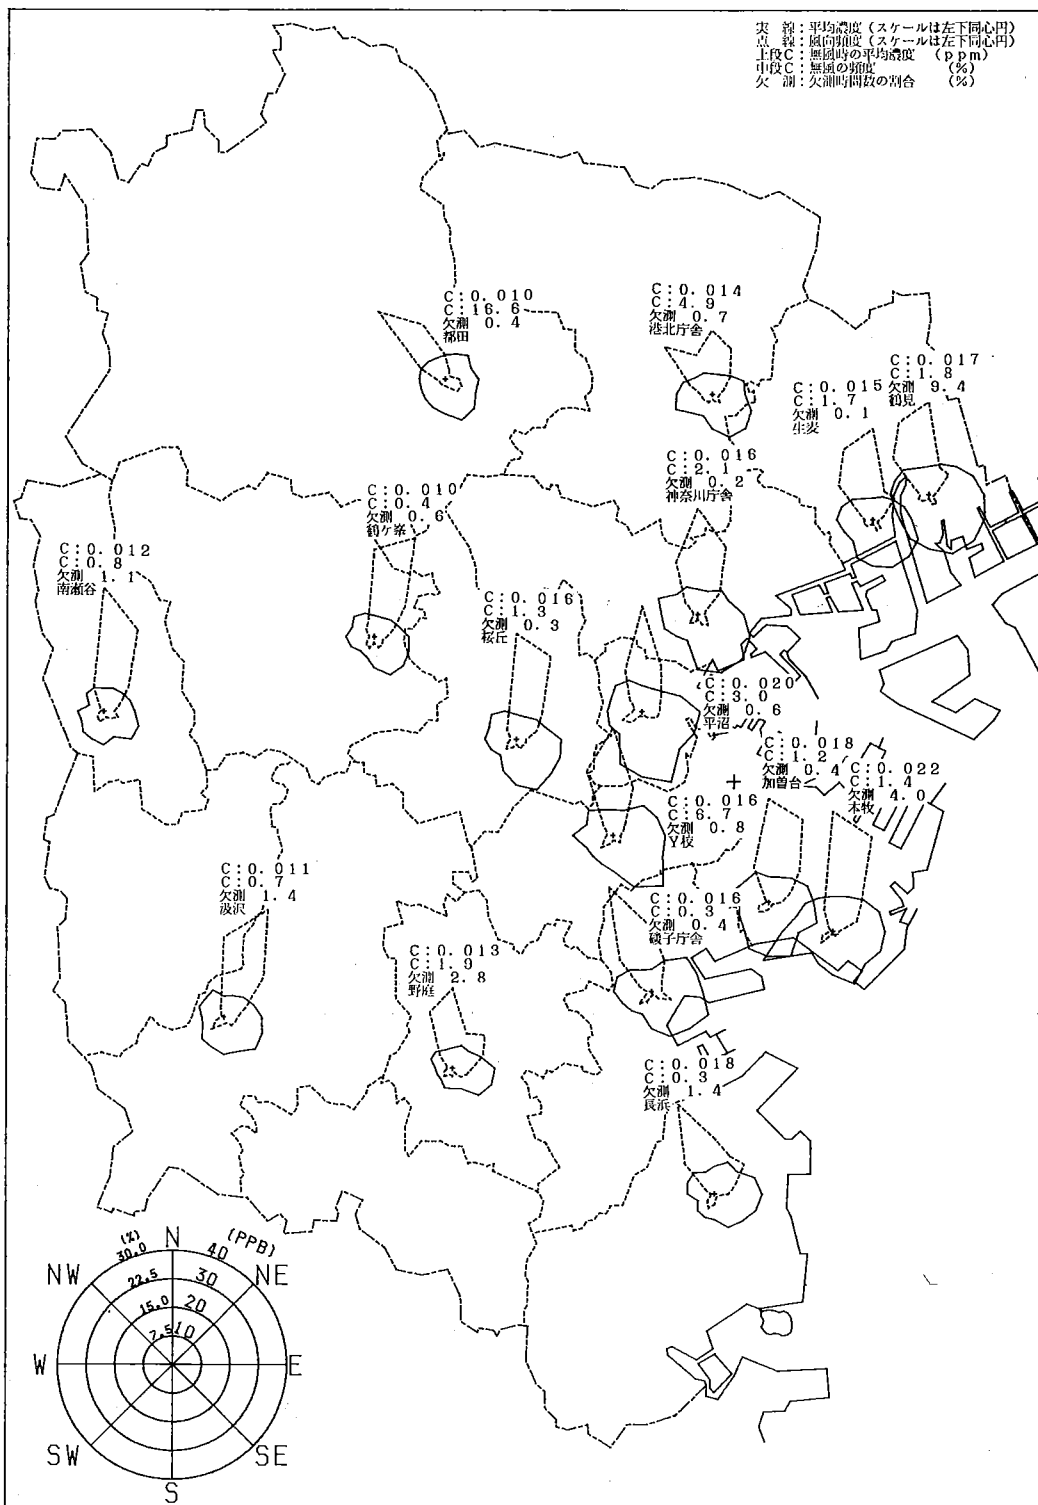 実 線：平均濃度（スケールは左下同心円）
点 線：風向頻度（スケールは左下同心円）
上段C：無風時の平均濃度 （ｐｐｍ）
中段C：無風の頻度 （％）
欠 測：欠測時間数の割合 （％）
C:0.010
C:16.6
欠測 0.4
都田
C:0.014
C:4.9
欠測 0.7
港北庁舎
C:0.017
C:1.8
欠測 9.4
鶴見
C:0.015
C:1.7
欠測 0.1
生麦
C:0.016
C:2.1
欠測 0.2
神奈川庁舎
C:0.010
C:0.4
欠測 0.6
鶴ケ峯
C:0.012
C:0.8
欠測 1.1
南瀬谷
C:0.016
C:1.3
欠測 0.3
桜丘
C:0.020
C:3.0
欠測 0.6
平沼
C:0.018
C:1.2
欠測 0.4
加曽台
C:0.022
C:1.4
欠測 4.0
本牧
C:0.016
C:6.7
欠測 0.8
Y校
C:0.011
C:0.7
欠測 1.4
汲沢
C:0.016
C:0.3
欠測 0.4
磯子庁舎
C:0.013
C:1.9
欠測 2.8
野庭
C:0.018
C:0.3
欠測 1.4
長浜
(%) N (PPB)
30.0 40
NW 22.5 30 NE
15.0 20
7.5 10
W E
SW SE
S